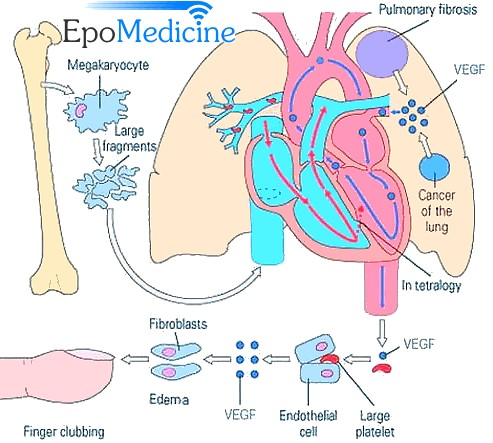 EpoMedicine
Pulmonary fibrosis
Megakaryocyte
VEGF
Large
fragments
Cancer
of the
lung
In tetralogy
Fibroblasts
VEGF
Edema
VEGF
Endothelial
cell
Large
platelet
Finger clubbing